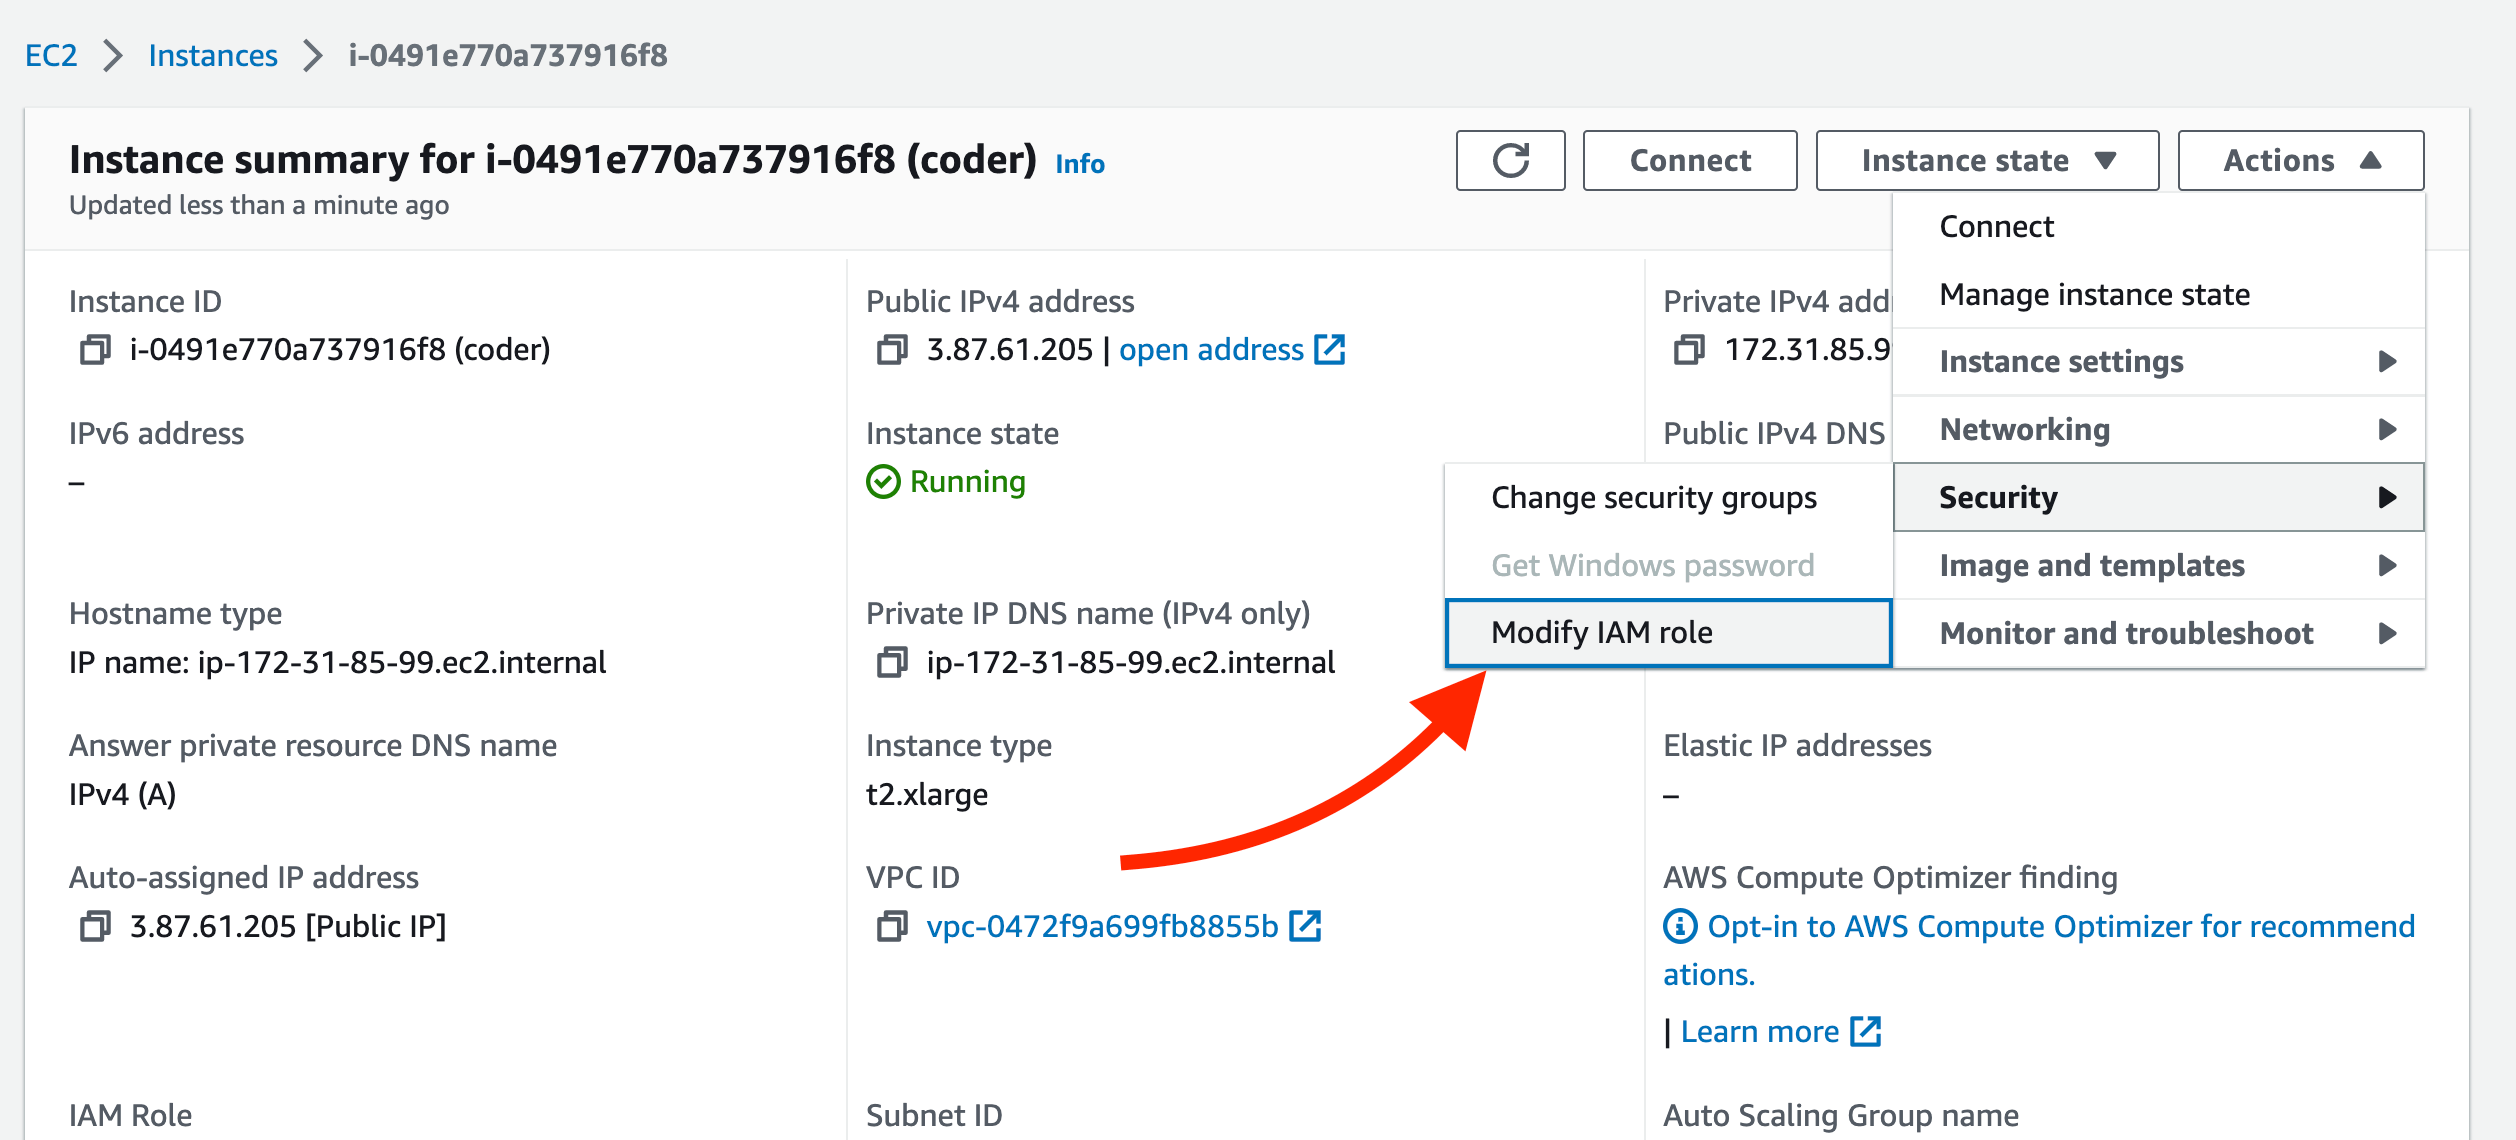 EC2 > Instances > i-0491e770a737916f8
Instance summary for i-0491e770a737916f8 (coder) Info
Updated less than a minute ago
Connect
Instance state
Actions
Connect
Manage instance state
Instance settings
Networking
Security
Image and templates
Monitor and troubleshoot
Change security groups
Get Windows password
Modify IAM role
Instance ID
i-0491e770a737916f8 (coder)
Public IPv4 address
3.87.61.205 | open address
Private IPv4
172.31.85.9
IPv6 address
–
Instance state
Running
Public IPv4 DNS
Hostname type
IP name: ip-172-31-85-99.ec2.internal
Private IP DNS name (IPv4 only)
ip-172-31-85-99.ec2.internal
Answer private resource DNS name
IPv4 (A)
Instance type
t2.xlarge
Elastic IP addresses
–
Auto-assigned IP address
3.87.61.205 [Public IP]
VPC ID
vpc-0472f9a699fb8855b
AWS Compute Optimizer finding
Opt-in to AWS Compute Optimizer for recommend
ations.
| Learn more
IAM Role
Subnet ID
Auto Scaling Group name